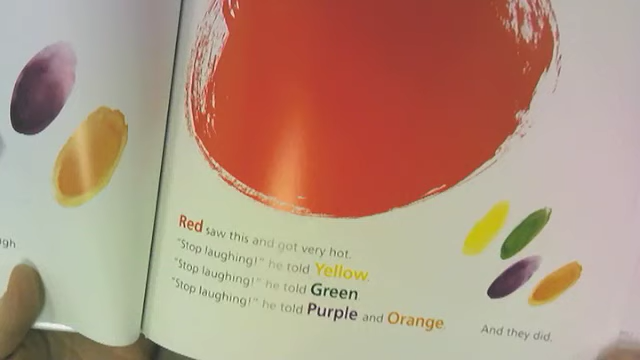 Red saw this and got very hot.
"Stop laughing!" he told Yellow.
"Stop laughing!" he told Green.
"Stop laughing!" he told Purple and Orange.
And they did.